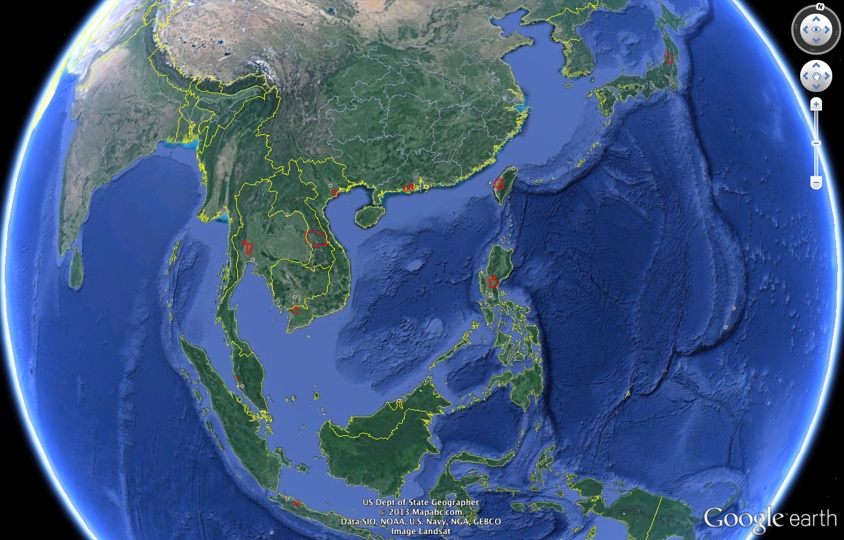 N
US Dept of State Geographer
© 2013 Mapabc.com
Data SIO, NOAA, U.S. Navy, NGA, GEBCO
Image Landsat
Google earth